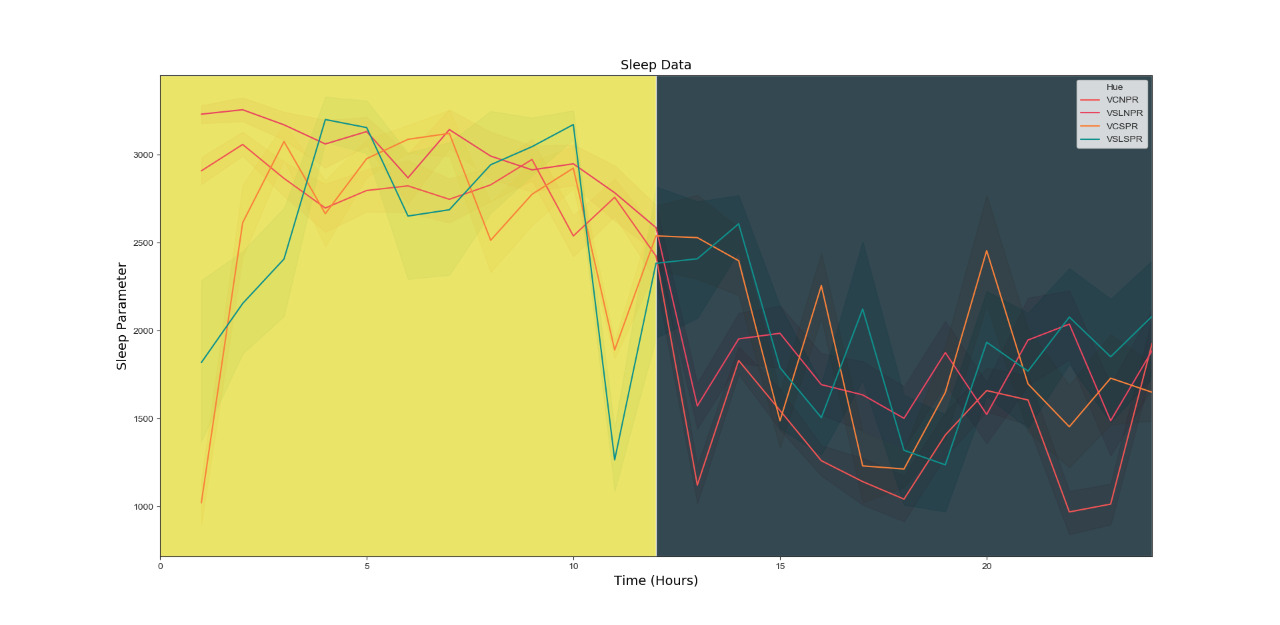 Sleep Data
Hue
VCNPR
VSLNPR
VCSPR
VSLSPR
Sleep Parameter
3000
2500
2000
1500
1000
0 5 10 15 20
Time (Hours)